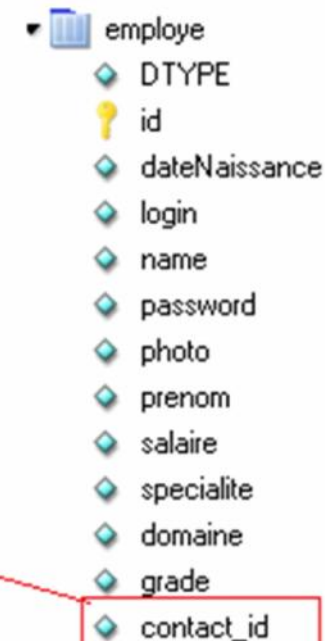 employe
DTYPE
id
dateNaissance
login
name
password
photo
prenom
salaire
specialite
domaine
grade
contact_id